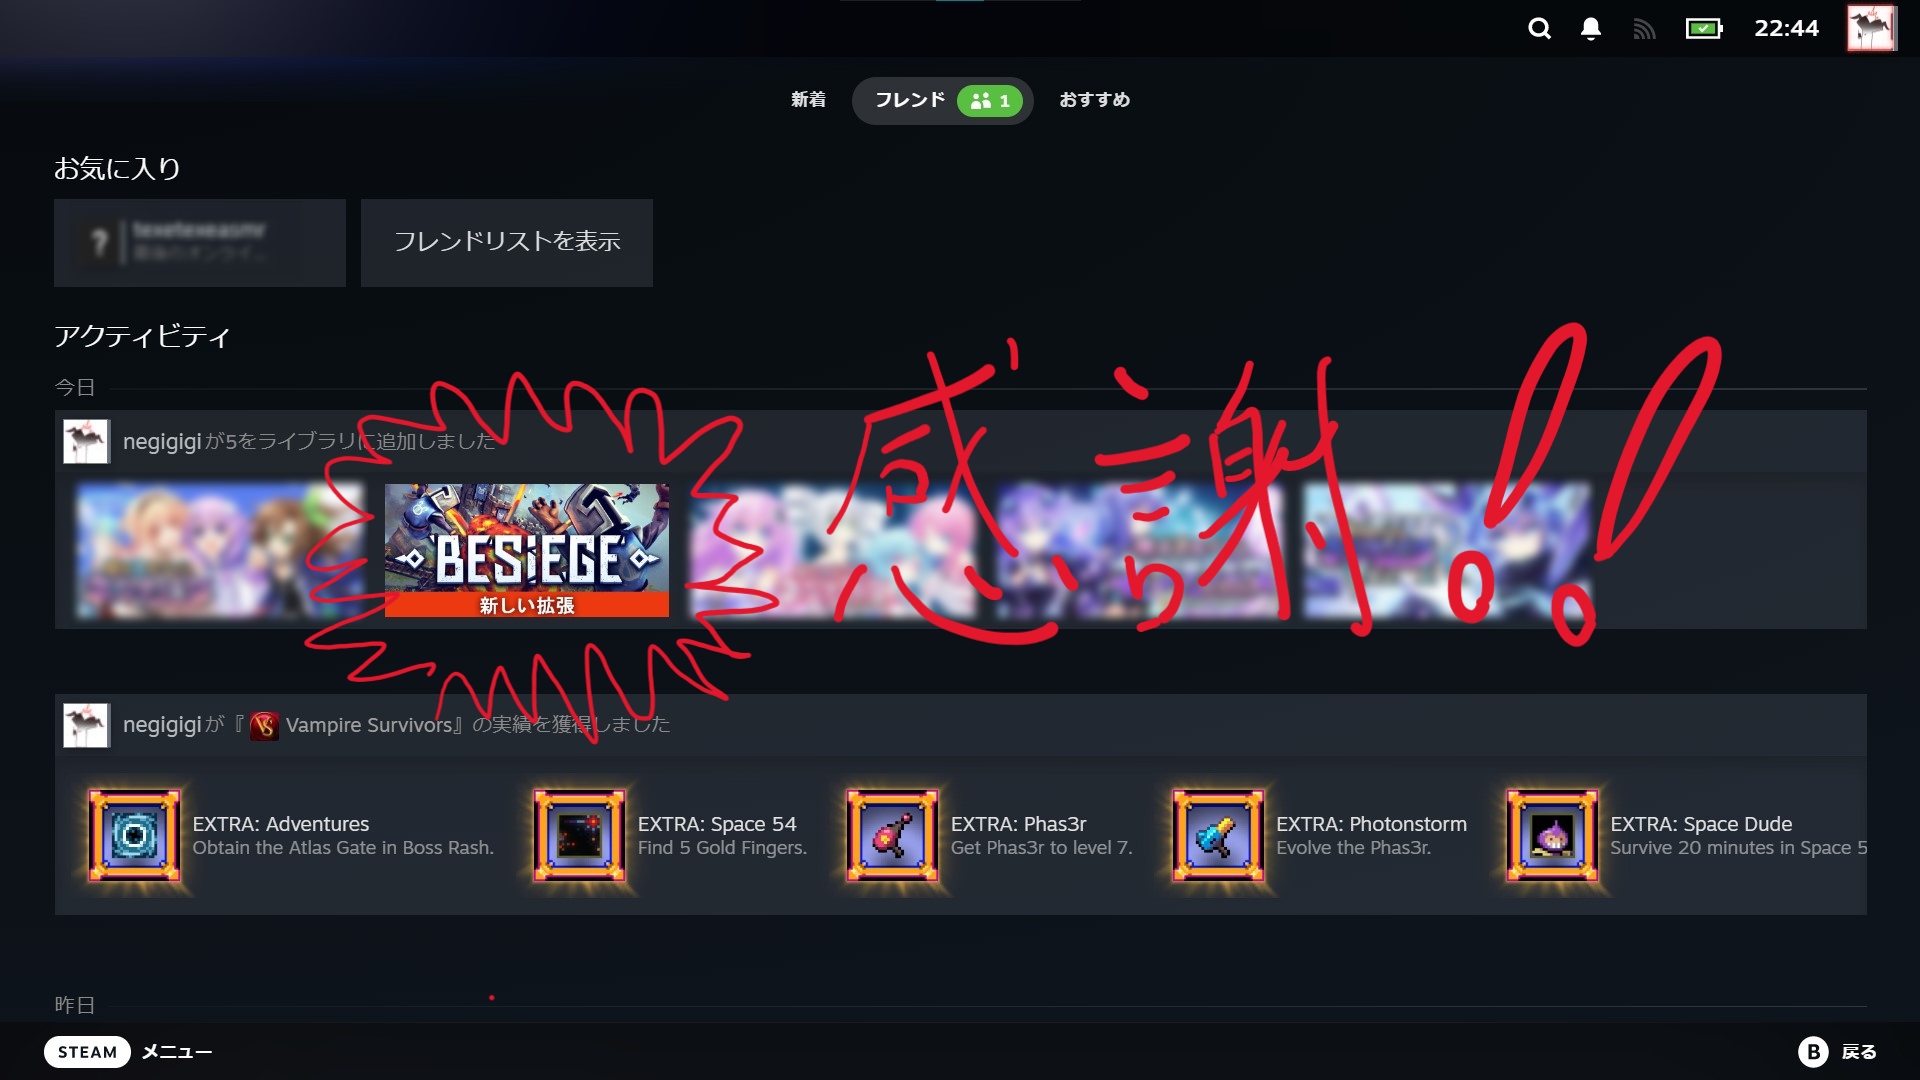 22:44
新着
フレンド 1
おすすめ
お気に入り
?
フレンドリストを表示
アクティビティ
今日
negigigiが5をライブラリに追加しました
BESIEGE
新しい拡張
感謝!!
negigigiが『VS Vampire Survivors』の実績を獲得しました
EXTRA: Adventures
Obtain the Atlas Gate in Boss Rash.
EXTRA: Space 54
Find 5 Gold Fingers.
EXTRA: Phas3r
Get Phas3r to level 7.
EXTRA: Photonstorm
Evolve the Phas3r.
EXTRA: Space Dude
Survive 20 minutes in Space 5
昨日
STEAM メニュー
B 戻る